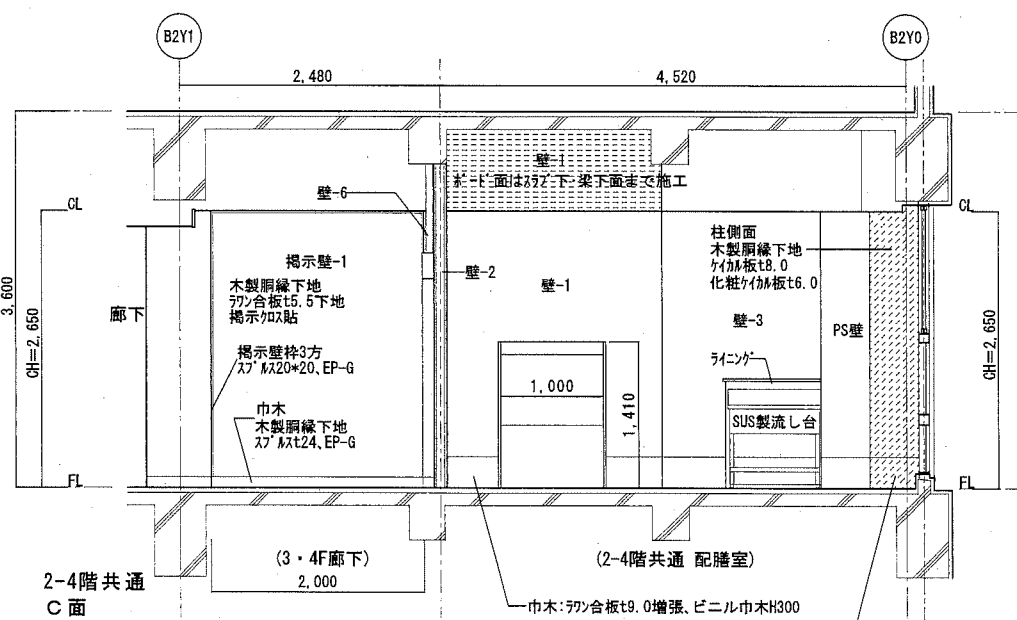 B2Y1
B2Y0
2,480
4,520
壁-1
ﾎﾞｰﾄﾞ面はｽﾗﾌﾞ下・梁下面まで施工
壁-6
CL
CL
3,600
CH=2,650
廊下
掲示壁-1
木製胴縁下地
ﾗﾜﾝ合板t5.5下地
掲示ｸﾛｽ貼
掲示壁枠3方
ｽﾌﾟﾙｽ20*20、EP-G
巾木
木製胴縁下地
ｽﾌﾟﾙｽt24、EP-G
壁-2
壁-1
1,000
1,410
柱側面
木製胴縁下地
ｹｲｶﾙ板t8.0
化粧ｹｲｶﾙ板t6.0
壁-3
PS壁
ﾗｲﾆﾝｸﾞ
SUS製流し台
CH=2,650
FL
FL
(3・4F廊下)
2,000
(2-4階共通 配膳室)
2-4階共通
C面
巾木:ﾗﾜﾝ合板t9.0増張、ビニル巾木H300